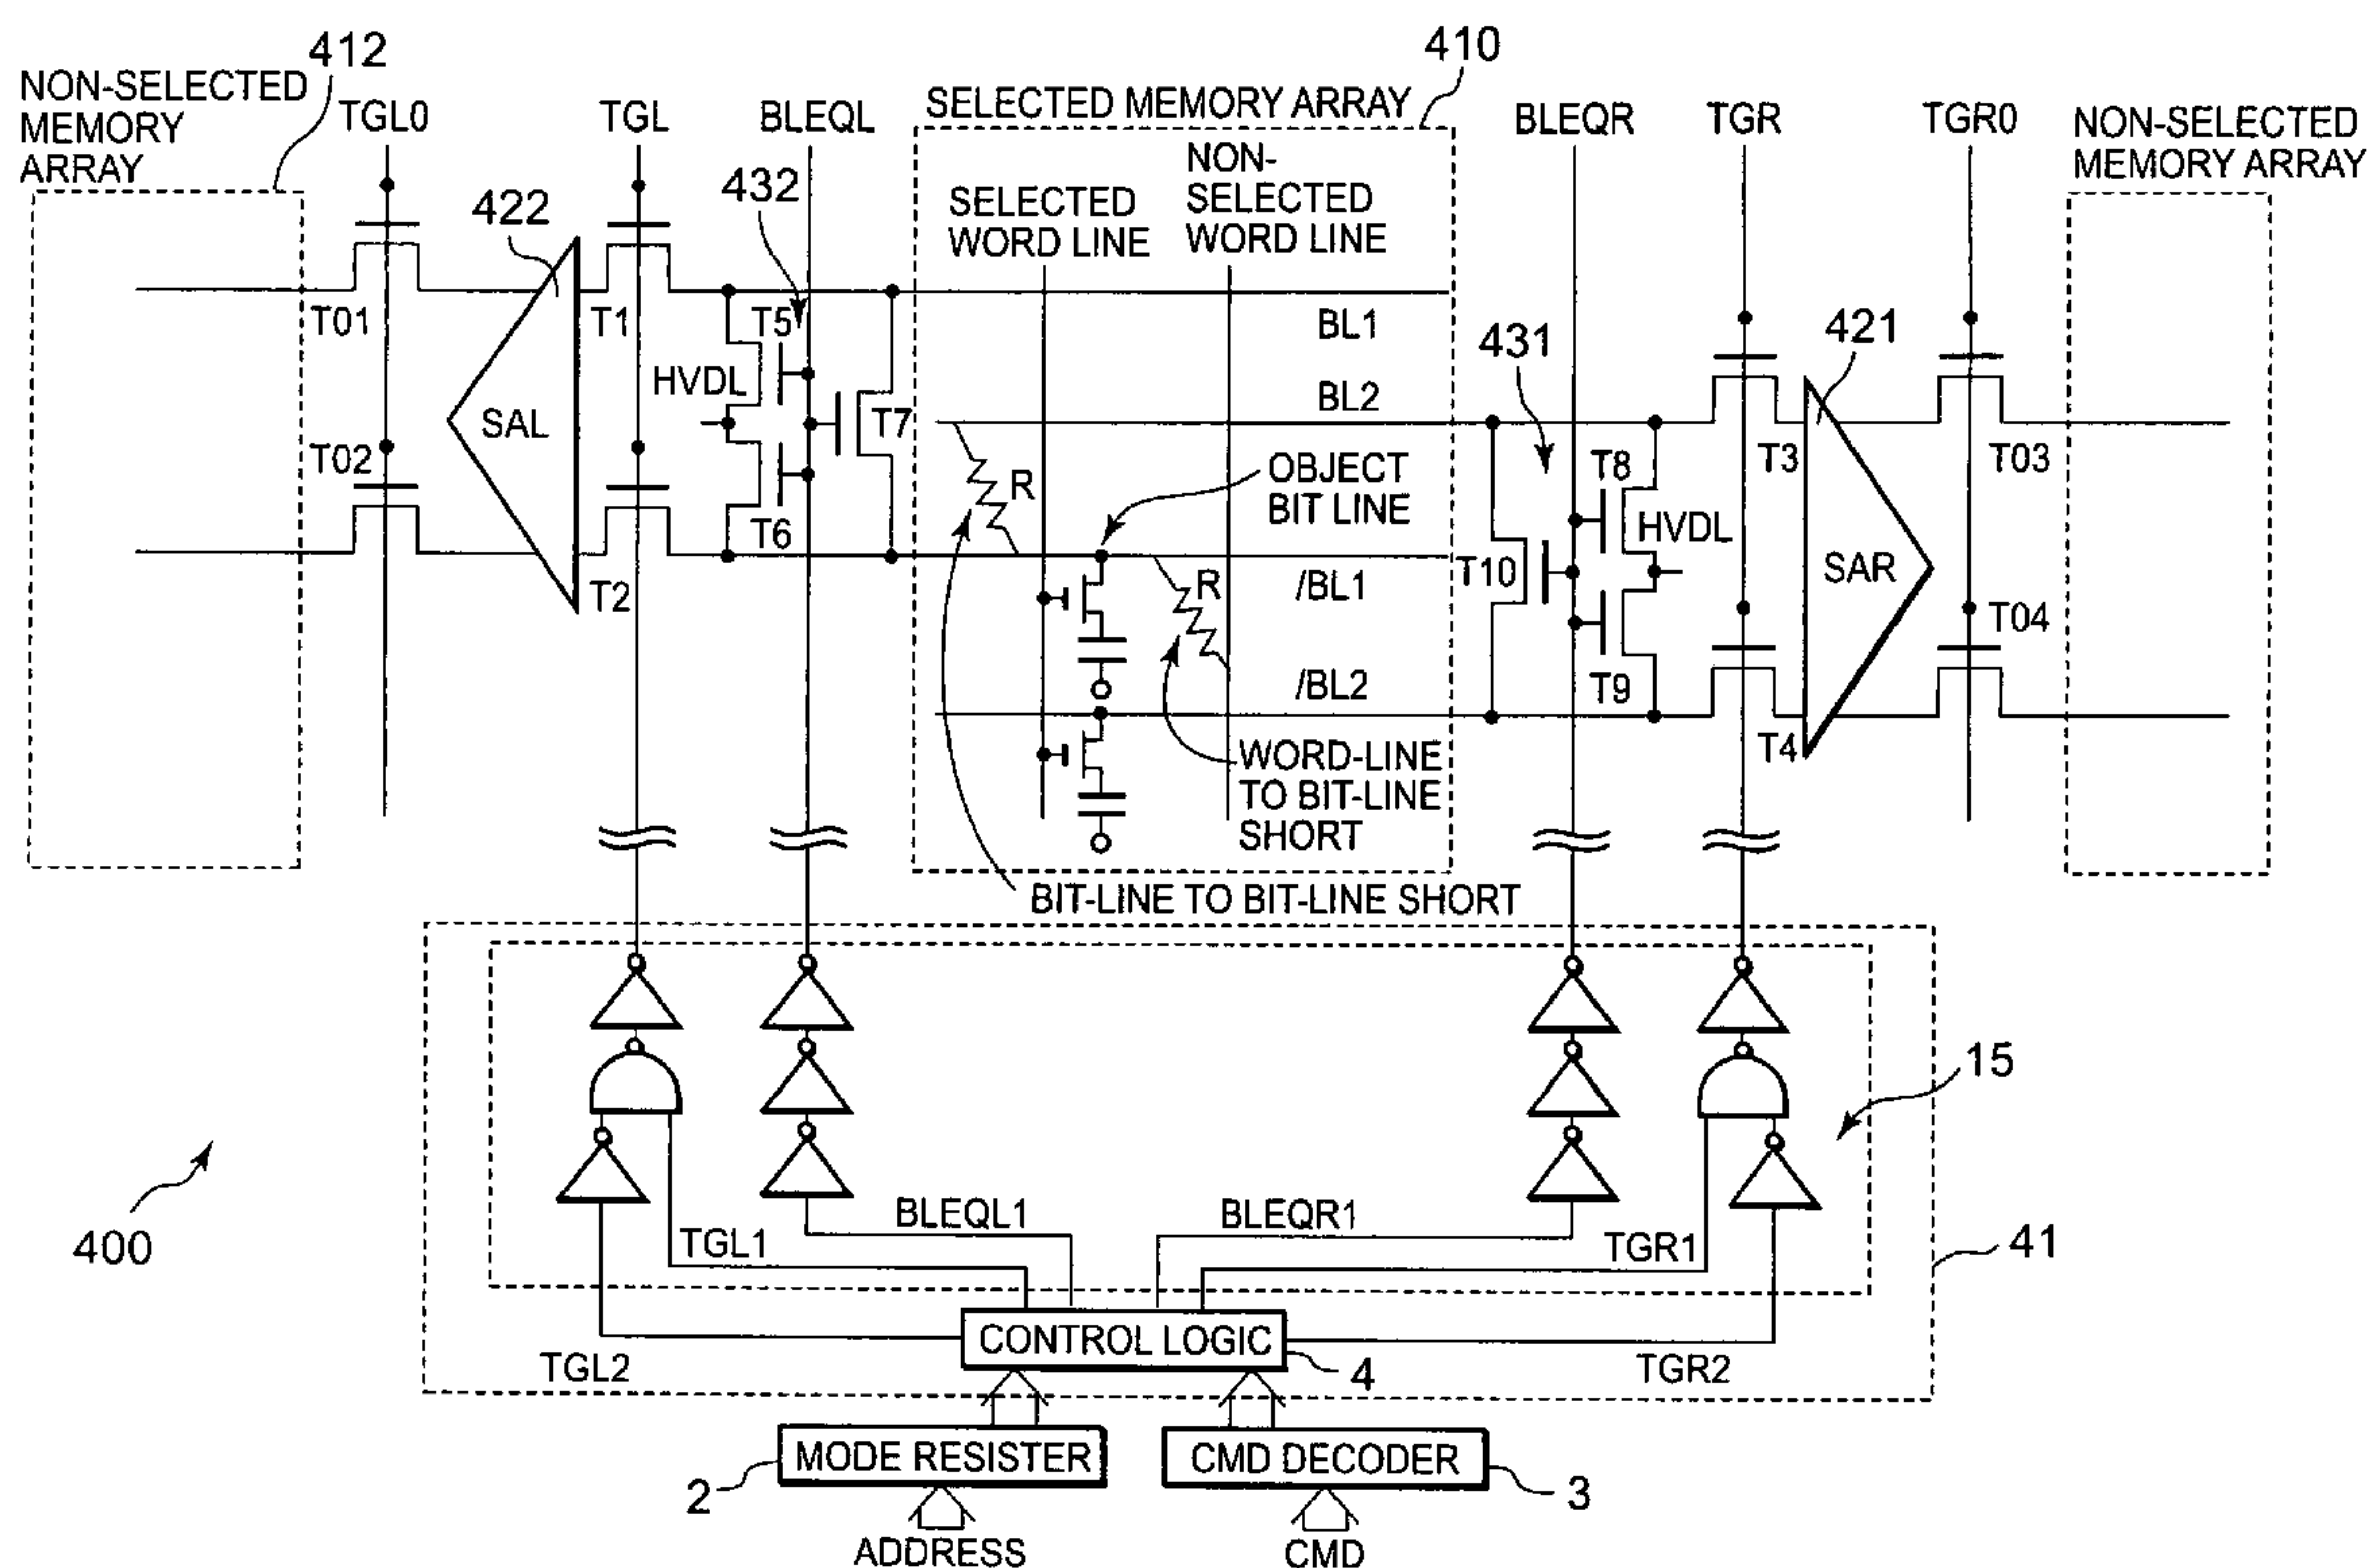 412
410
NON-SELECTED
MEMORY
ARRAY
TGL0
TGL
BLEQL
SELECTED MEMORY ARRAY
BLEQR
TGR
TGR0
NON-SELECTED
MEMORY ARRAY
422
432
SELECTED
WORD LINE
NON-
SELECTED
WORD LINE
T01
T1
T5
BL1
431
421
HVDL
SAL
T7
BL2
T02
T6
R
OBJECT
BIT LINE
T8
T3
T03
HVDL
T2
R
/BL1
T10
SAR
T04
/BL2
T9
T4
WORD-LINE
TO BIT-LINE
SHORT
BIT-LINE TO BIT-LINE SHORT
15
400
TGL1
BLEQL1
BLEQR1
TGR1
41
CONTROL LOGIC
TGL2
4
TGR2
MODE RESISTER
CMD DECODER
2
3
ADDRESS
CMD